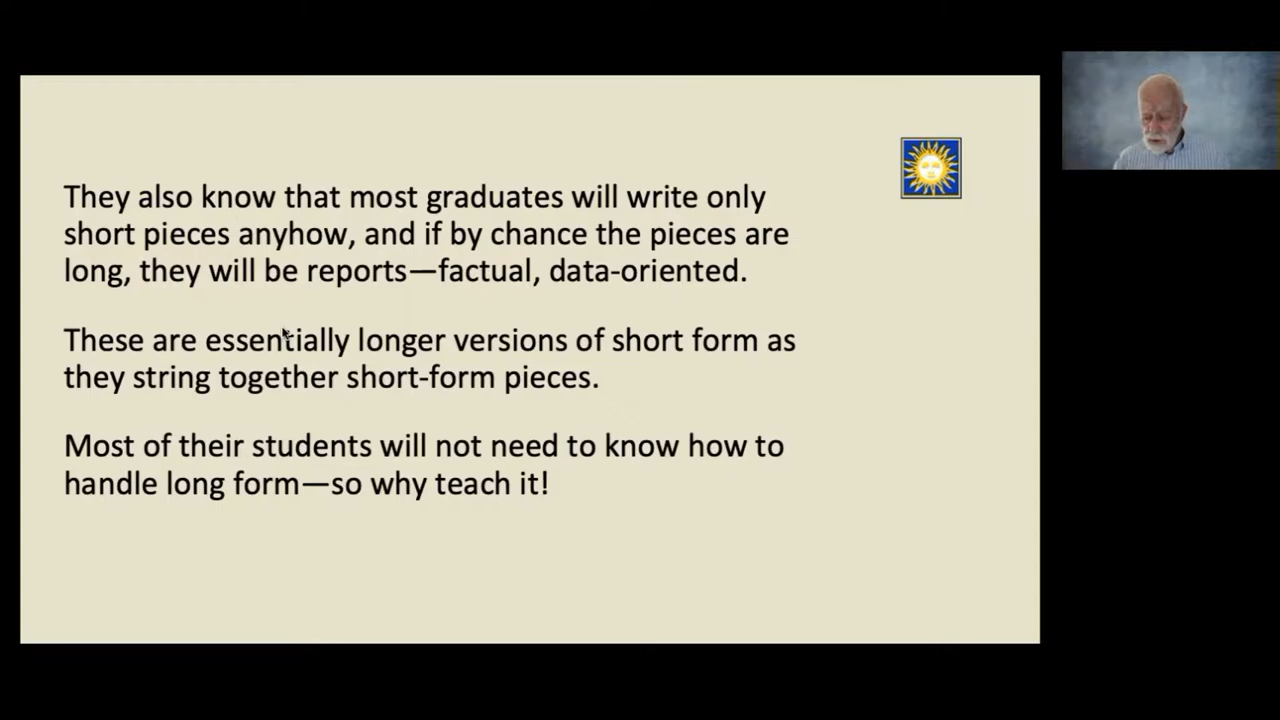 They also know that most graduates will write only
short pieces anyhow, and if by chance the pieces are
long, they will be reports—factual, data-oriented.
These are essentially longer versions of short form as
they string together short-form pieces.
Most of their students will not need to know how to
handle long form—so why teach it!